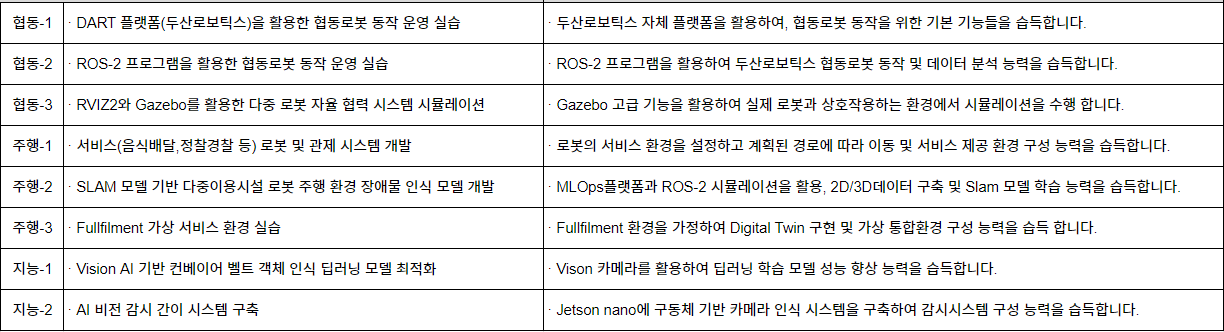 협동-1 · DART 플랫폼(두산로보틱스)을 활용한 협동로봇 동작 운영 실습 · 두산로보틱스 자체 플랫폼을 활용하여, 협동로봇 동작을 위한 기본 기능들을 습득합니다.
협동-2 · ROS-2 프로그램을 활용한 협동로봇 동작 운영 실습 · ROS-2 프로그램을 활용하여 두산로보틱스 협동로봇 동작 및 데이터 분석 능력을 습득합니다.
협동-3 · RVIZ2와 Gazebo를 활용한 다중 로봇 자율 협력 시스템 시뮬레이션 · Gazebo 고급 기능을 활용하여 실제 로봇과 상호작용하는 환경에서 시뮬레이션을 수행 합니다.
주행-1 · 서비스(음식배달,정찰경찰 등) 로봇 및 관제 시스템 개발 · 로봇의 서비스 환경을 설정하고 계획된 경로에 따라 이동 및 서비스 제공 환경 구성 능력을 습득합니다.
주행-2 · SLAM 모델 기반 다중이용시설 로봇 주행 환경 장애물 인식 모델 개발 · MLOps플랫폼과 ROS-2 시뮬레이션을 활용, 2D/3D데이터 구축 및 Slam 모델 학습 능력을 습득합니다.
주행-3 · Fullfilment 가상 서비스 환경 실습 · Fullfilment 환경을 가정하여 Digital Twin 구현 및 가상 통합환경 구성 능력을 습득 합니다.
지능-1 · Vision AI 기반 컨베이어 벨트 객체 인식 딥러닝 모델 최적화 · Vison 카메라를 활용하여 딥러닝 학습 모델 성능 향상 능력을 습득합니다.
지능-2 · AI 비전 감시 간이 시스템 구축 · Jetson nano에 구동체 기반 카메라 인식 시스템을 구축하여 감시시스템 구성 능력을 습득합니다.